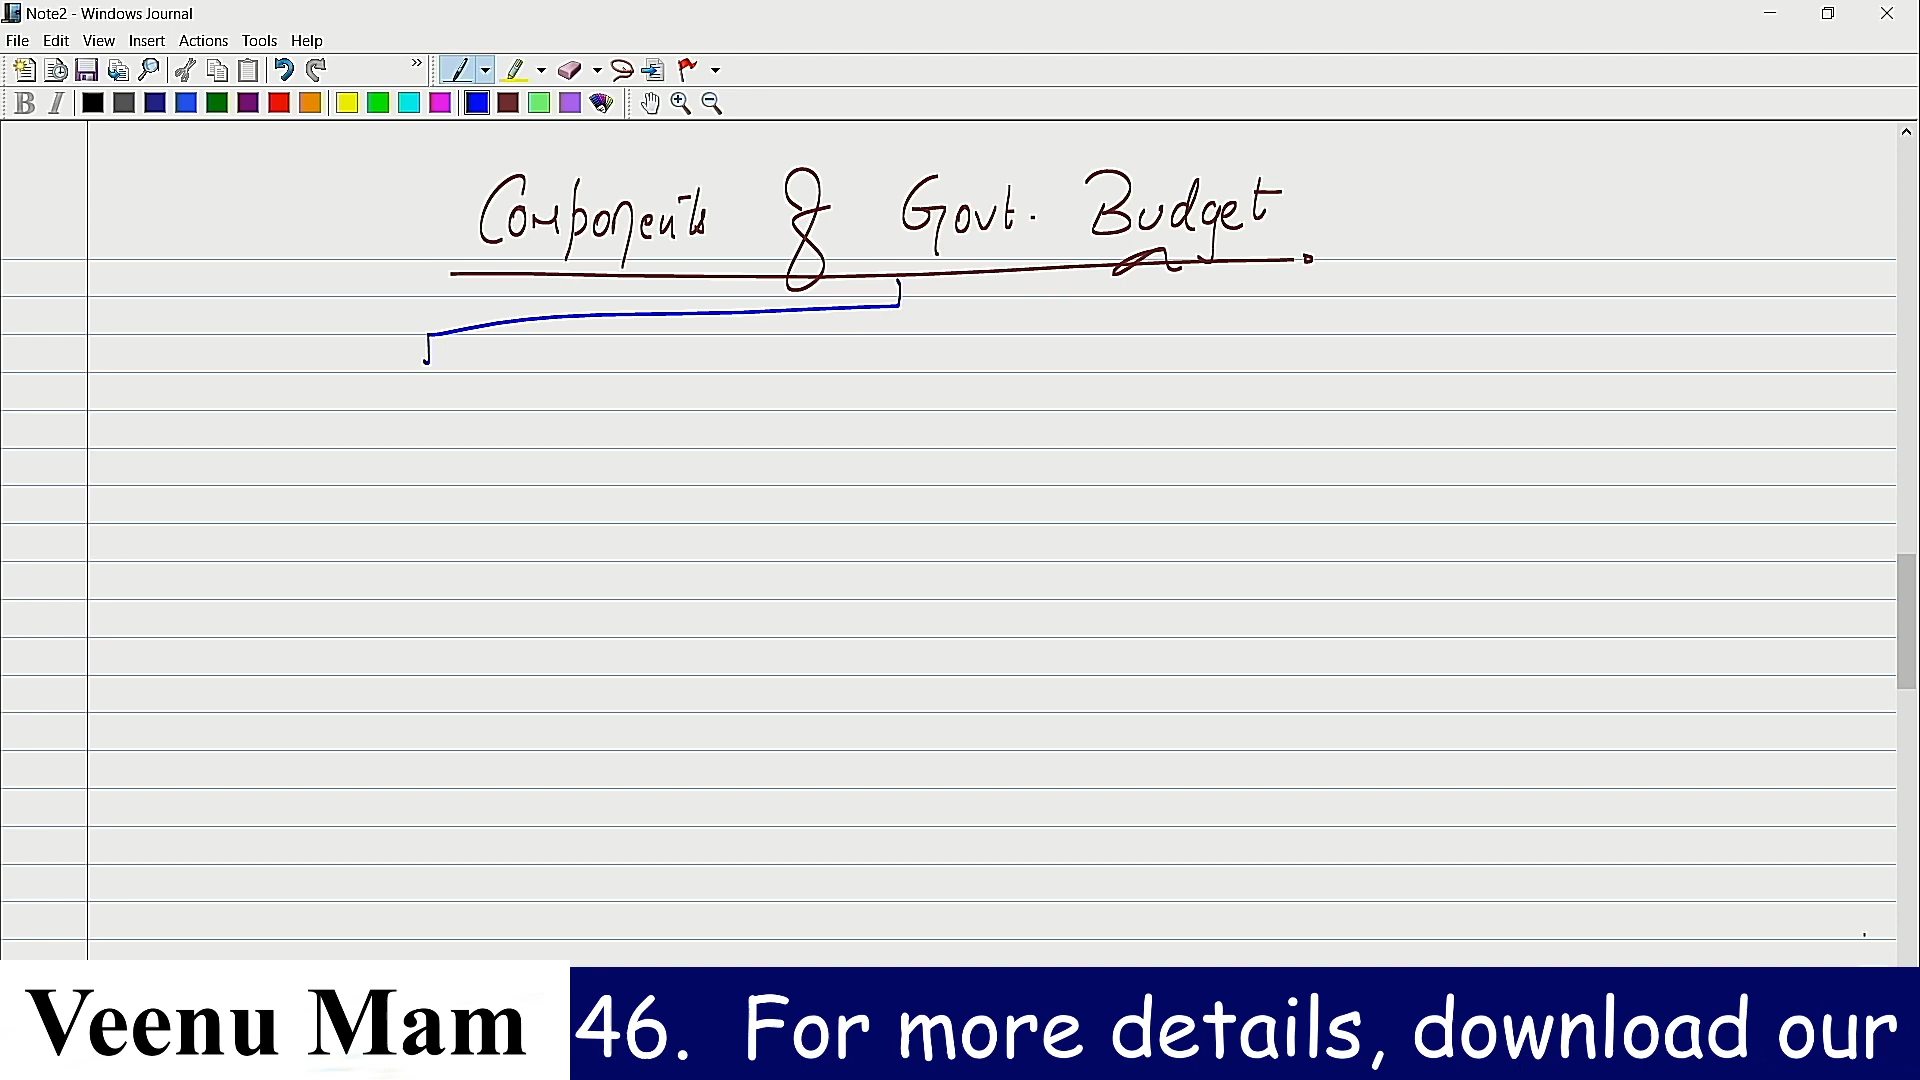 Note2 - Windows Journal
File Edit View Insert Actions Tools Help
B I
Components of Govt. Budget
Veenu Mam
46. For more details, download our